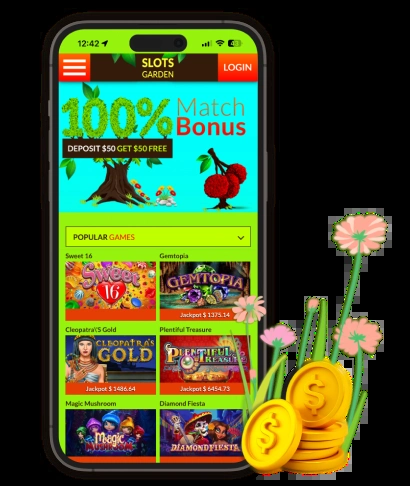 12:42
SLOTS
GARDEN
LOGIN
100% Match
Bonus
DEPOSIT $50 GET $50 FREE
POPULAR GAMES
Sweet 16
Gemtopia
Sweet
16
GEMTOPIA
Jackpot $ 1375.14
Cleopatra\'S Gold
Plentiful Treasure
CLEOPATRA'S
GOLD
PLENTIFUL
TREASURE
Jackpot $ 1486.64
Jackpot $ 6454.73
Magic Mushroom
Diamond Fiesta
Magic
Mushroom
DIAMOND FIESTA
$
$